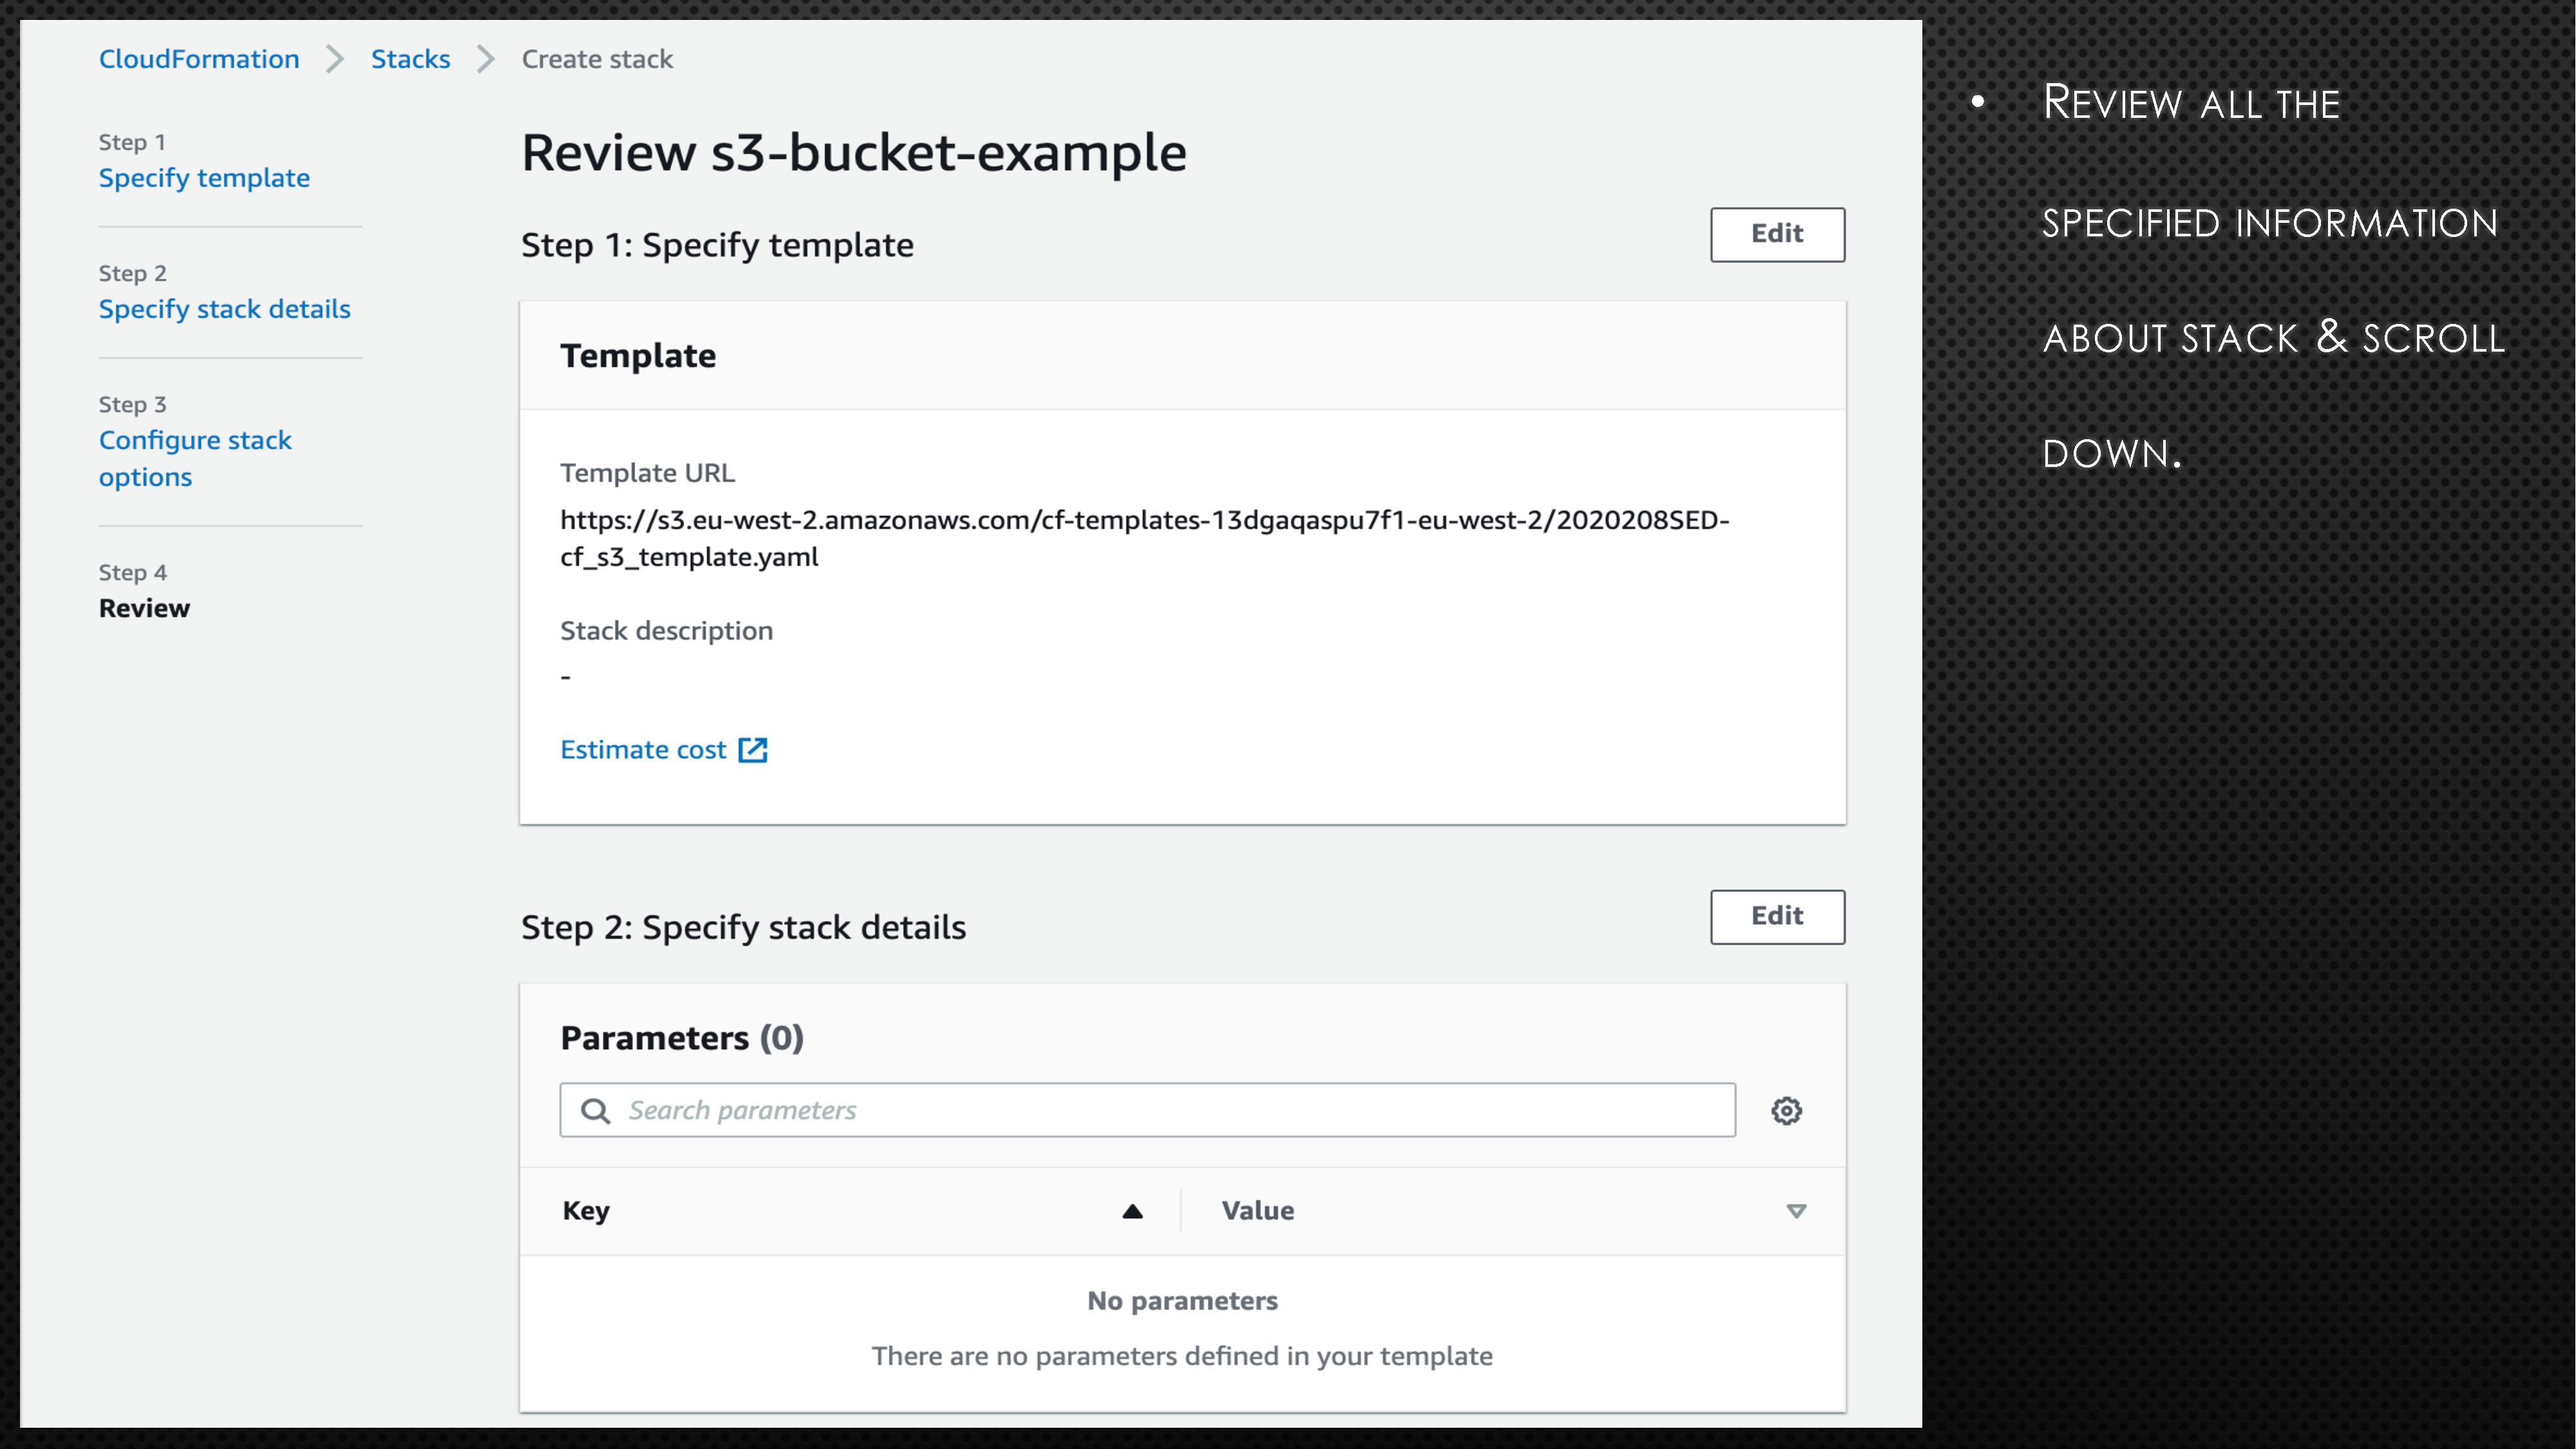 CloudFormation > Stacks > Create stack
Step 1
Specify template
Step 2
Specify stack details
Step 3
Configure stack
options
Step 4
Review
Review s3-bucket-example
Step 1: Specify template
Edit
Template
Template URL
https://s3.eu-west-2.amazonaws.com/cf-templates-13dgaqaspu7f1-eu-west-2/2020208SED-
cf_s3_template.yaml
Stack description
-
Estimate cost
Step 2: Specify stack details
Edit
Parameters (0)
Search parameters
Key Value
No parameters
There are no parameters defined in your template
• REVIEW ALL THE
SPECIFIED INFORMATION
ABOUT STACK & SCROLL
DOWN.